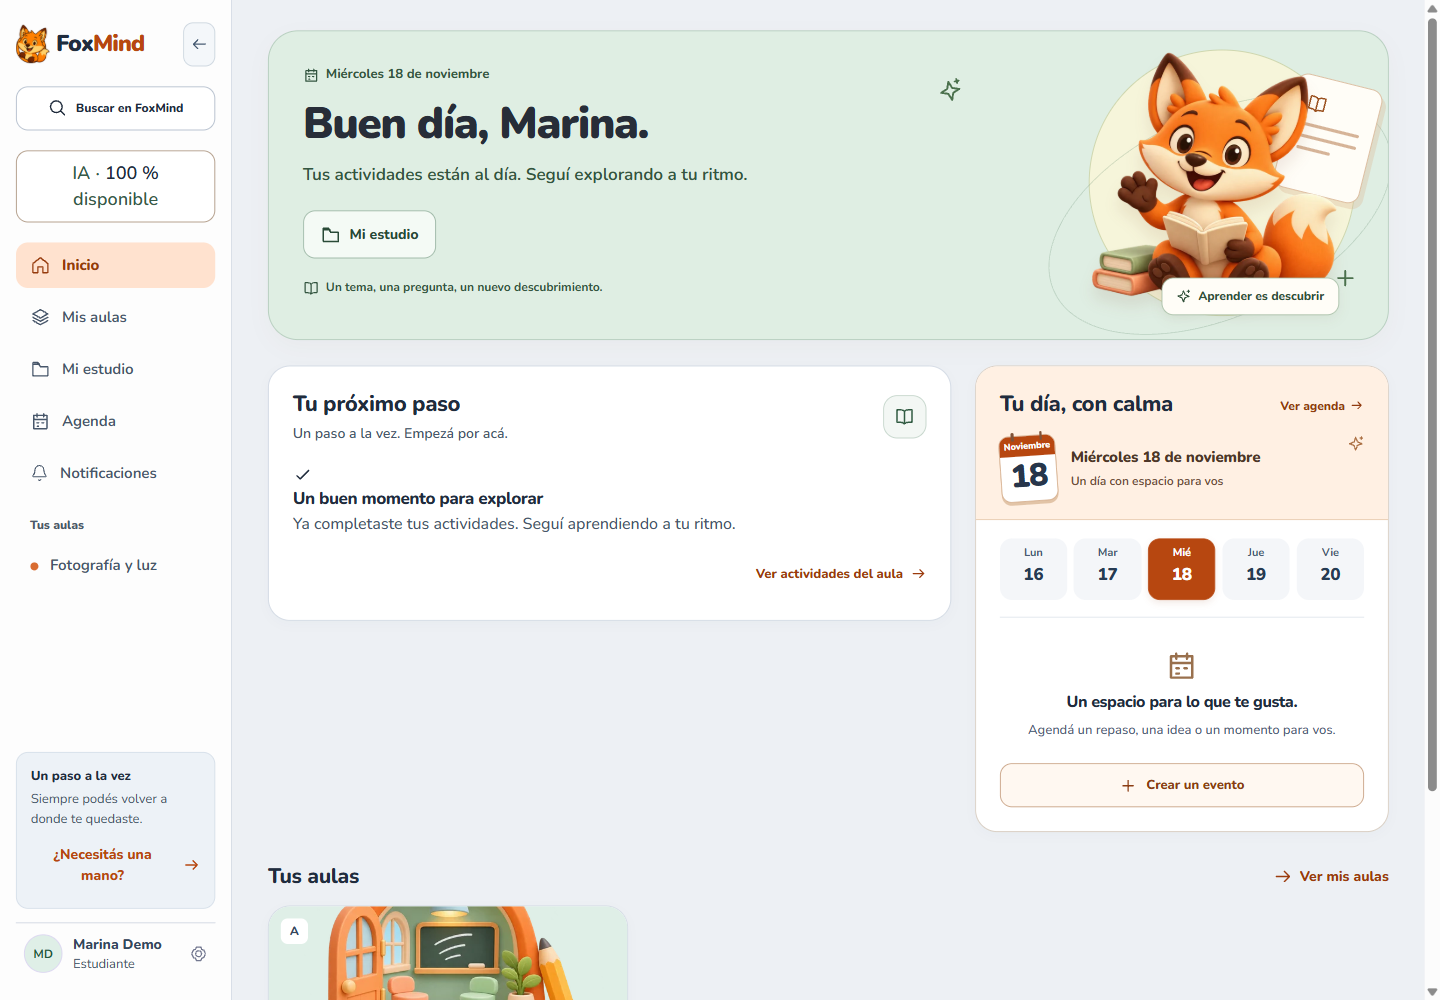 FoxMind
Buscar en FoxMind
IA · 100 %
disponible
Inicio
Mis aulas
Mi estudio
Agenda
Notificaciones
Tus aulas
Fotografía y luz
Un paso a la vez
Siempre podés volver a
donde te quedaste.
¿Necesitás una
mano?
MD
Marina Demo
Estudiante
Miércoles 18 de noviembre
Buen día, Marina.
Tus actividades están al día. Seguí explorando a tu ritmo.
Mi estudio
Un tema, una pregunta, un nuevo descubrimiento.
Aprender es descubrir
Tu próximo paso
Un paso a la vez. Empezá por acá.
Un buen momento para explorar
Ya completaste tus actividades. Seguí aprendiendo a tu ritmo.
Ver actividades del aula
Tu día, con calma
Ver agenda
Noviembre
18
Miércoles 18 de noviembre
Un día con espacio para vos
Lun Mar Mié Jue Vie
16 17 18 19 20
Un espacio para lo que te gusta.
Agendá un repaso, una idea o un momento para vos.
Crear un evento
Tus aulas
Ver mis aulas
A